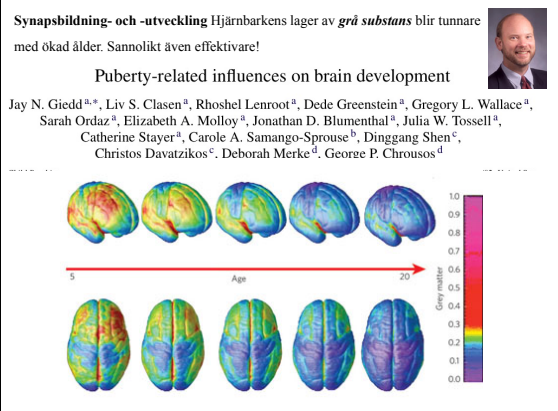 Synapsbildning- och -utveckling Hjärnbarkens lager av grå substans blir tunnare
med ökad ålder. Sannolikt även effektivare!
Puberty-related influences on brain development
Jay N. Giedd a,*, Liv S. Clasen a, Rhoshel Lenroot a, Dede Greenstein a, Gregory L. Wallace a,
Sarah Ordaz a, Elizabeth A. Molloy a, Jonathan D. Blumenthal a, Julia W. Tossell a,
Catherine Stayer a, Carole A. Samango-Sprouse b, Dinggang Shen c,
Christos Davatzikos c, Deborah Merke d, George P. Chrousos d
1.0
0.9
0.8
0.7
0.6
0.5
0.4
0.3
0.2
0.1
0.0
Grey matter
5
Age
20